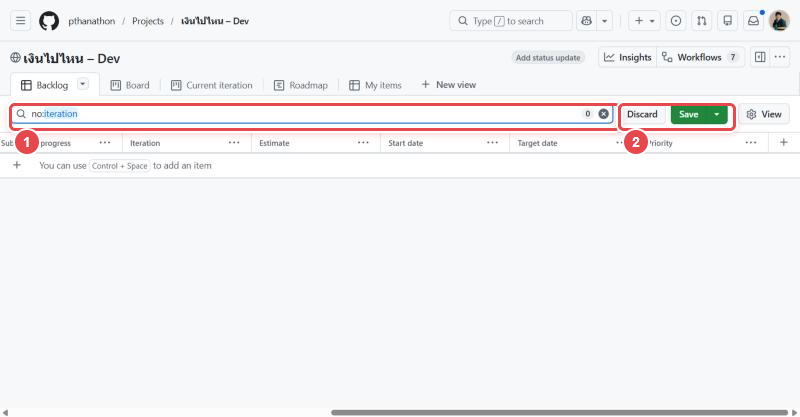 pthanathon / Projects / เงินไปไหน – Dev
Type / to search
เงินไปไหน – Dev
Add status update
Insights
Workflows 7
Backlog
Board
Current iteration
Roadmap
My items
+ New view
no:iteration
0
Discard
Save
View
1
2
Sub progress ... Iteration ... Estimate ... Start date ... Target date ... Priority ... +
+ You can use Control + Space to add an item